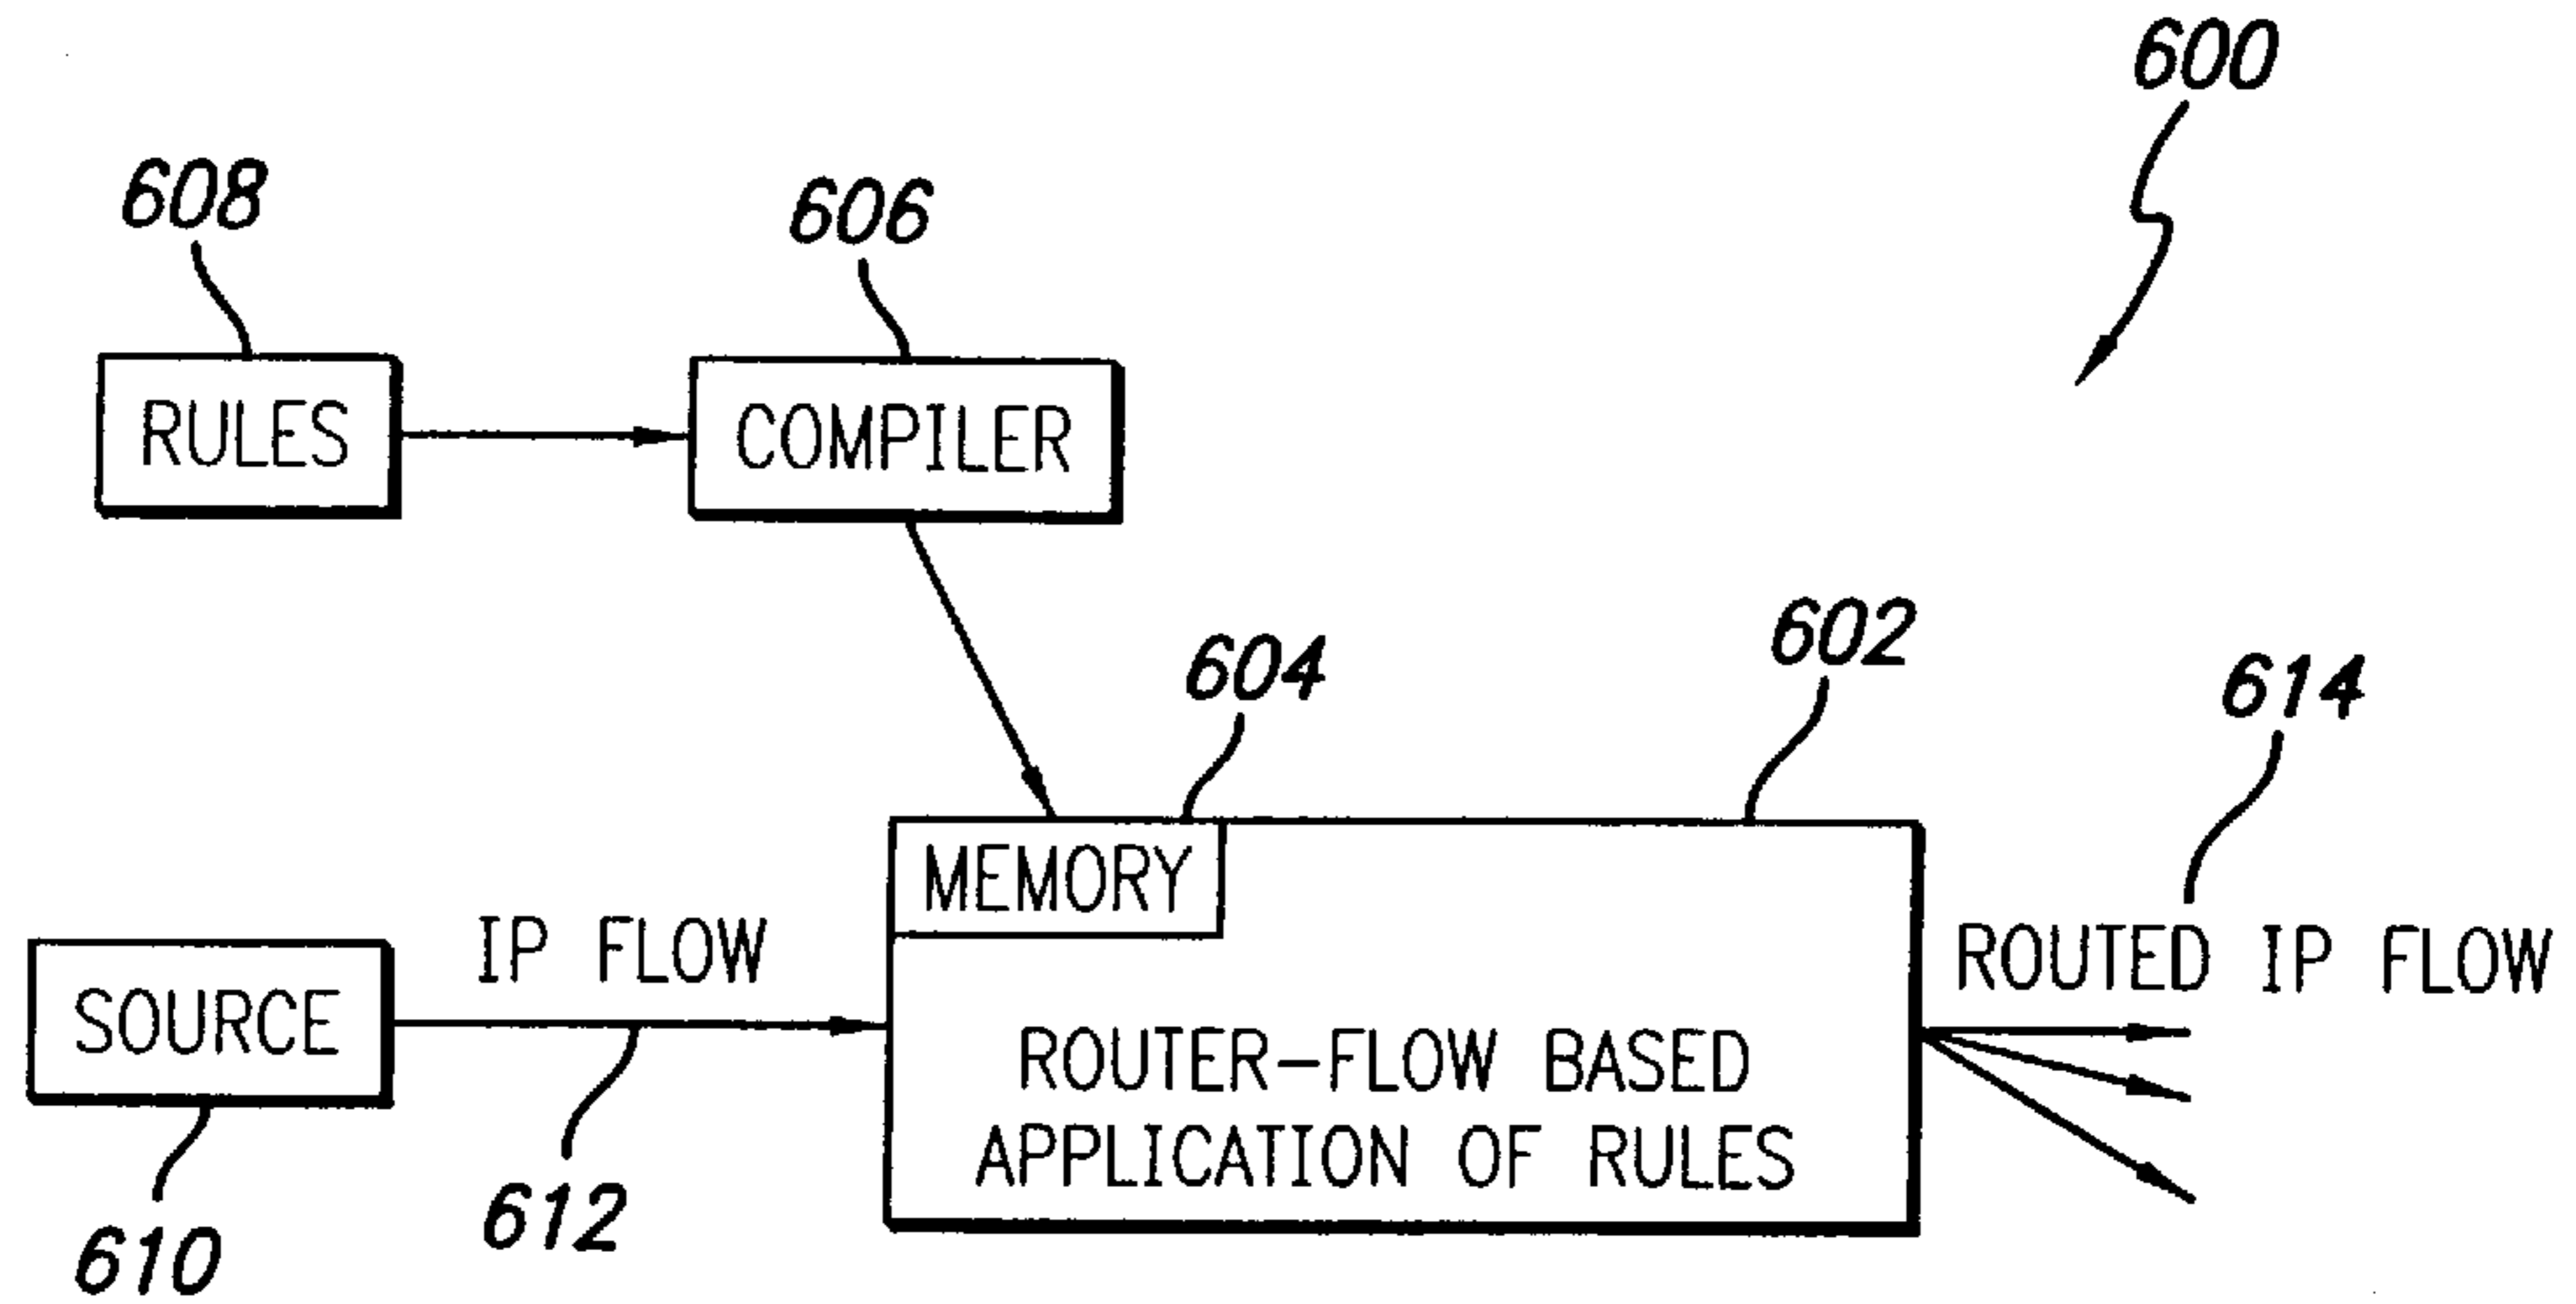 600
608
606
RULES
COMPILER
604
602
614
MEMORY
IP FLOW
ROUTED IP FLOW
SOURCE
ROUTER-FLOW BASED
APPLICATION OF RULES
612
610